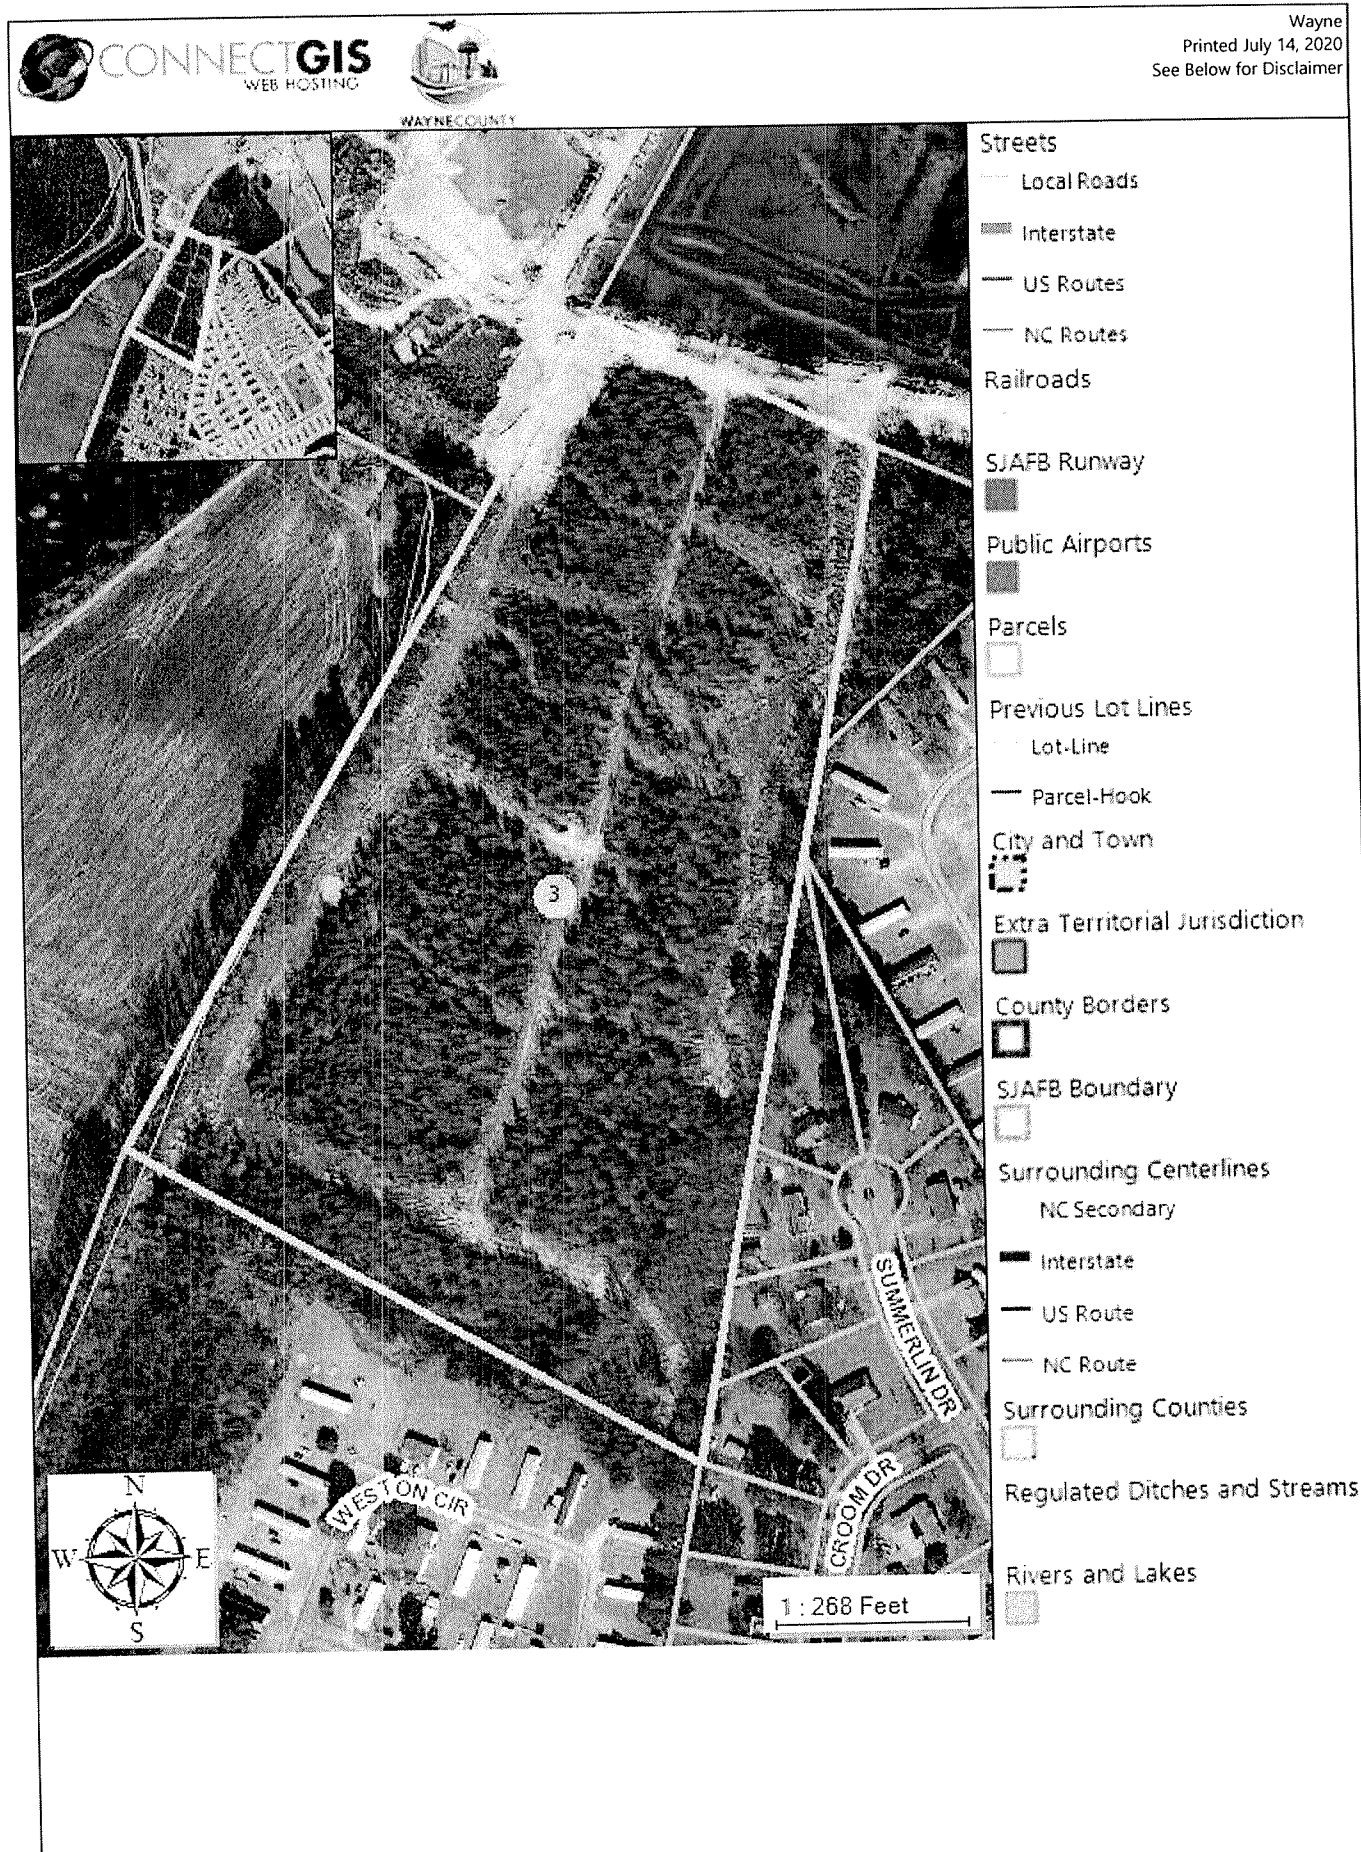 CONNECTGIS
WEB HOSTING
WAYNECOUNTY
Wayne
Printed July 14, 2020
See Below for Disclaimer
Streets
Local Roads
Interstate
US Routes
NC Routes
Railroads
SJAFB Runway
Public Airports
Parcels
Previous Lot Lines
Lot-Line
Parcel-Hook
City and Town
Extra Territorial Jurisdiction
County Borders
SJAFB Boundary
Surrounding Centerlines
NC Secondary
Interstate
US Route
NC Route
Surrounding Counties
Regulated Ditches and Streams
Rivers and Lakes
3
SUMMERLIN DR
CROOM DR
WESTON CIR
N
W E
S
1 : 268 Feet